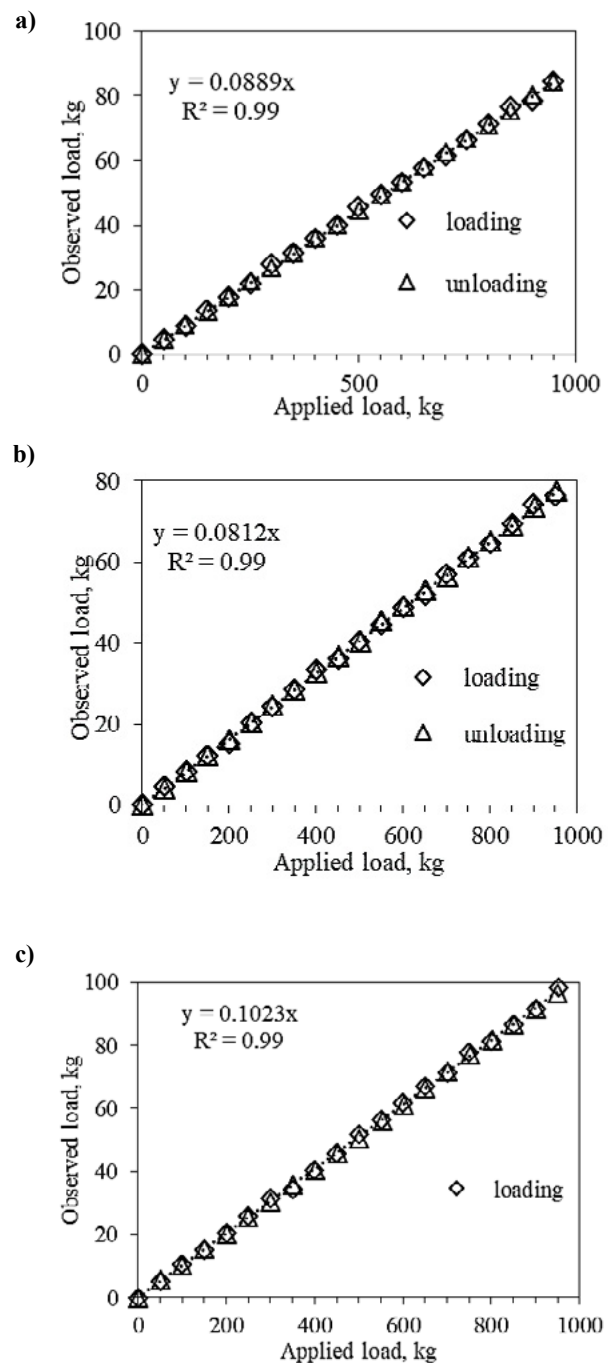 a)
100
80
60
40
20
0
Observed load, kg
y = 0.0889x
R² = 0.99
loading
unloading
0 500 1000
Applied load, kg
b)
80
60
40
20
0
Observed load, kg
y = 0.0812x
R² = 0.99
loading
unloading
0 200 400 600 800 1000
Applied load, kg
c)
100
80
60
40
20
0
Observed load, kg
y = 0.1023x
R² = 0.99
loading
0 200 400 600 800 1000
Applied load, kg